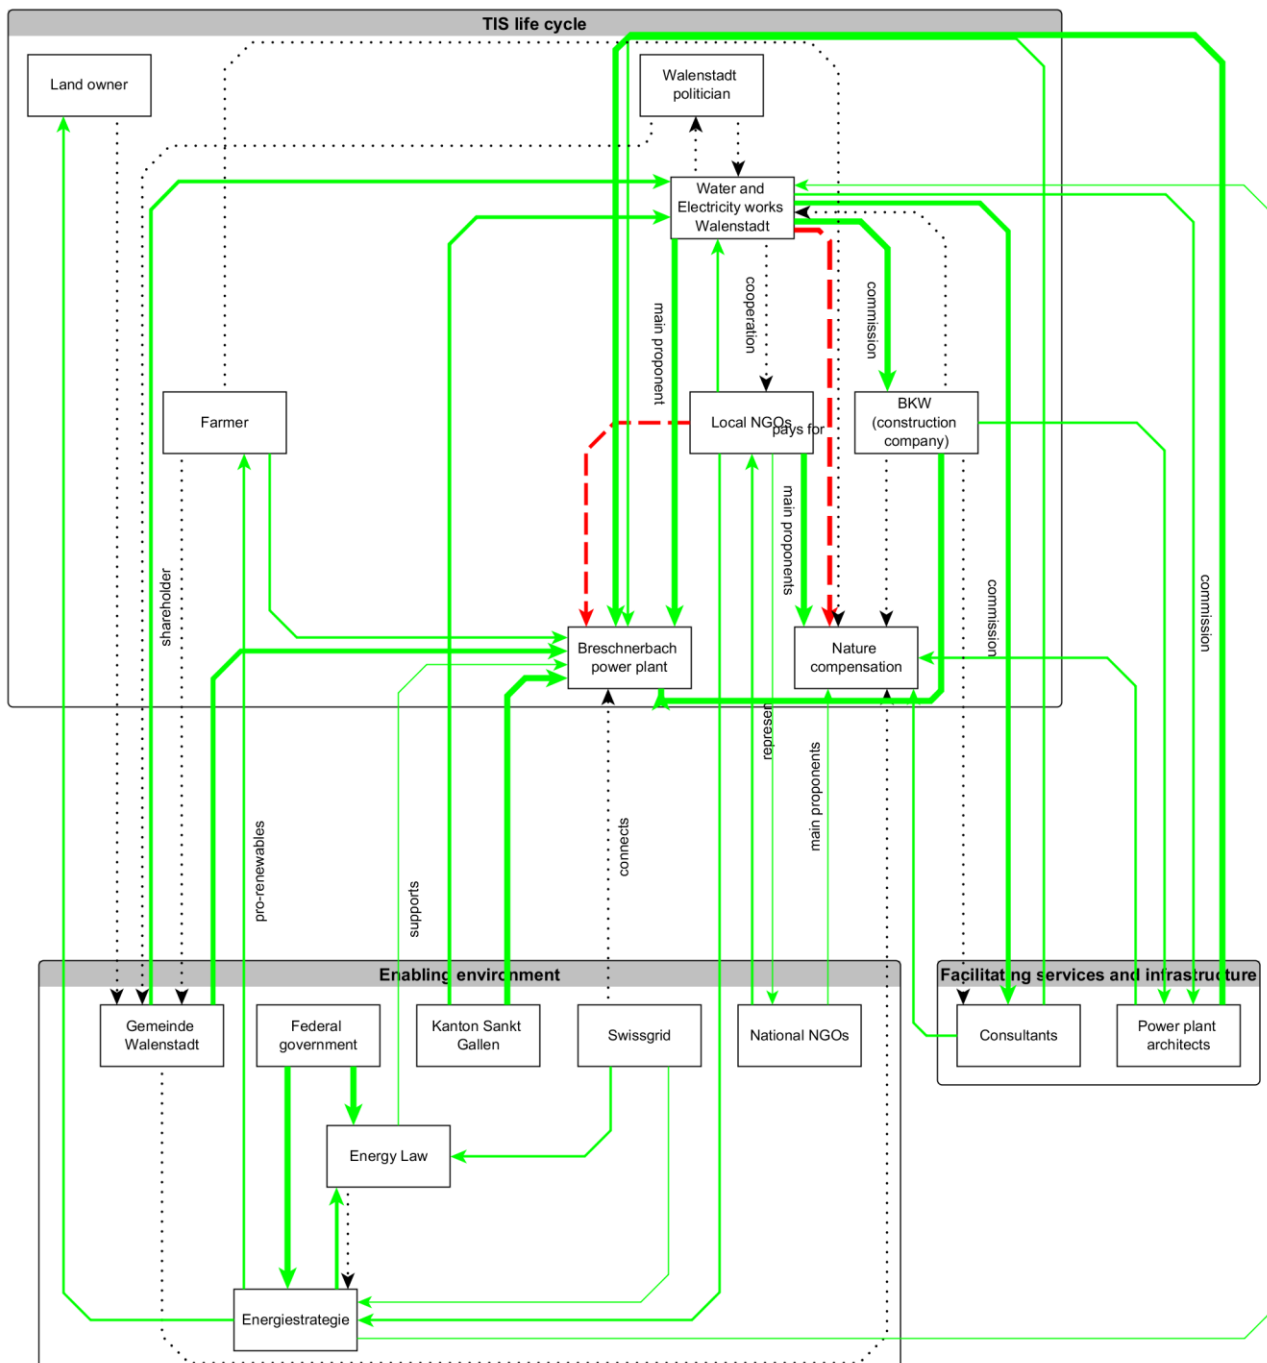 TIS life cycle
Land owner
Walenstadt
politician
Water and
Electricity works
Walenstadt
main proponent
cooperation
commission
Farmer
Local NGOs
pays for
BKW
(construction
company)
main proponents
shareholder
commission
commission
Breschnerbach
power plant
Nature
compensation
represen
main proponents
connects
pro-renewables
supports
Enabling environment
Facilitating services and infrastructure
Gemeinde
Walenstadt
Federal
government
Kanton Sankt
Gallen
Swissgrid
National NGOs
Consultants
Power plant
architects
Energy Law
Energiestrategie